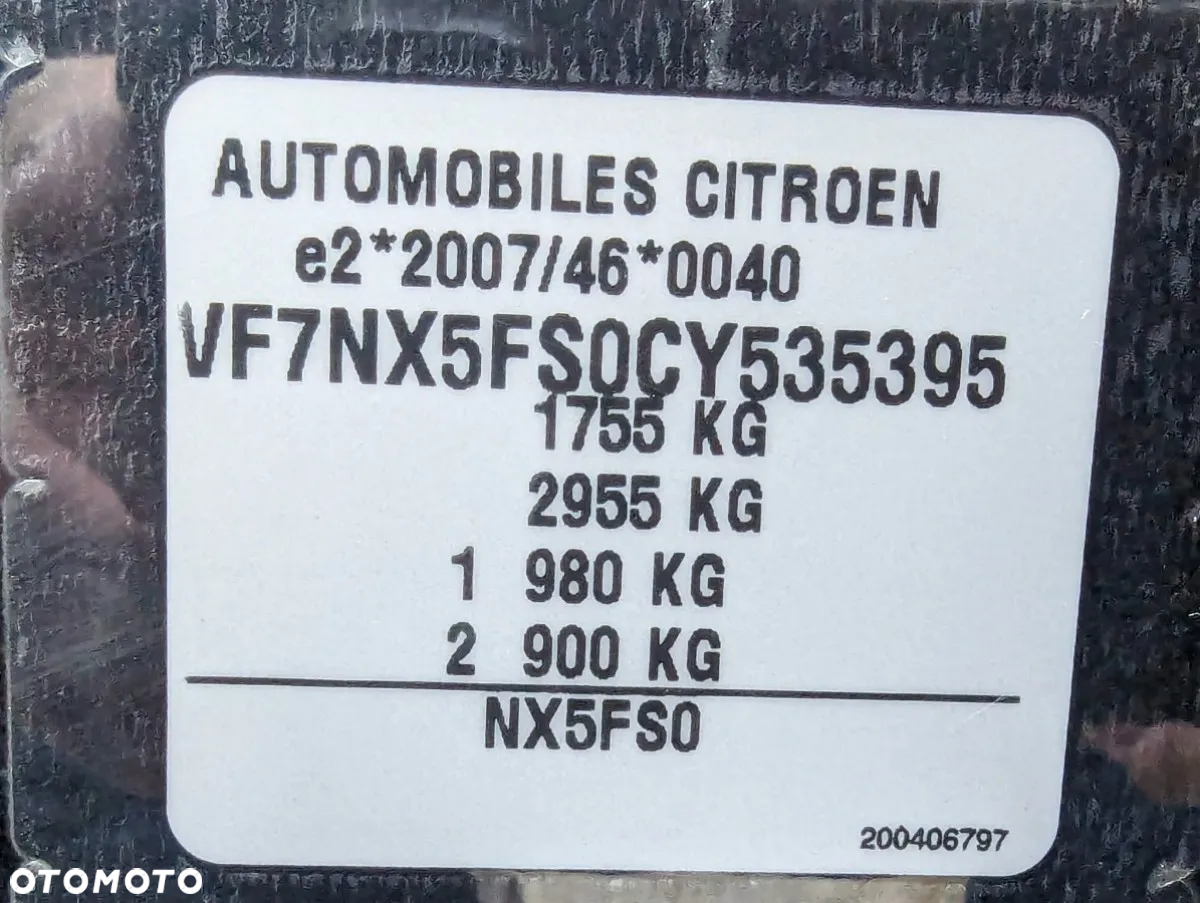 AUTOMOBILES CITROEN
e2*2007/46*0040
VF7NX5FS0CY535395
1755 KG
2955 KG
1 980 KG
2 900 KG
NX5FS0
200406797
OTOMOTO